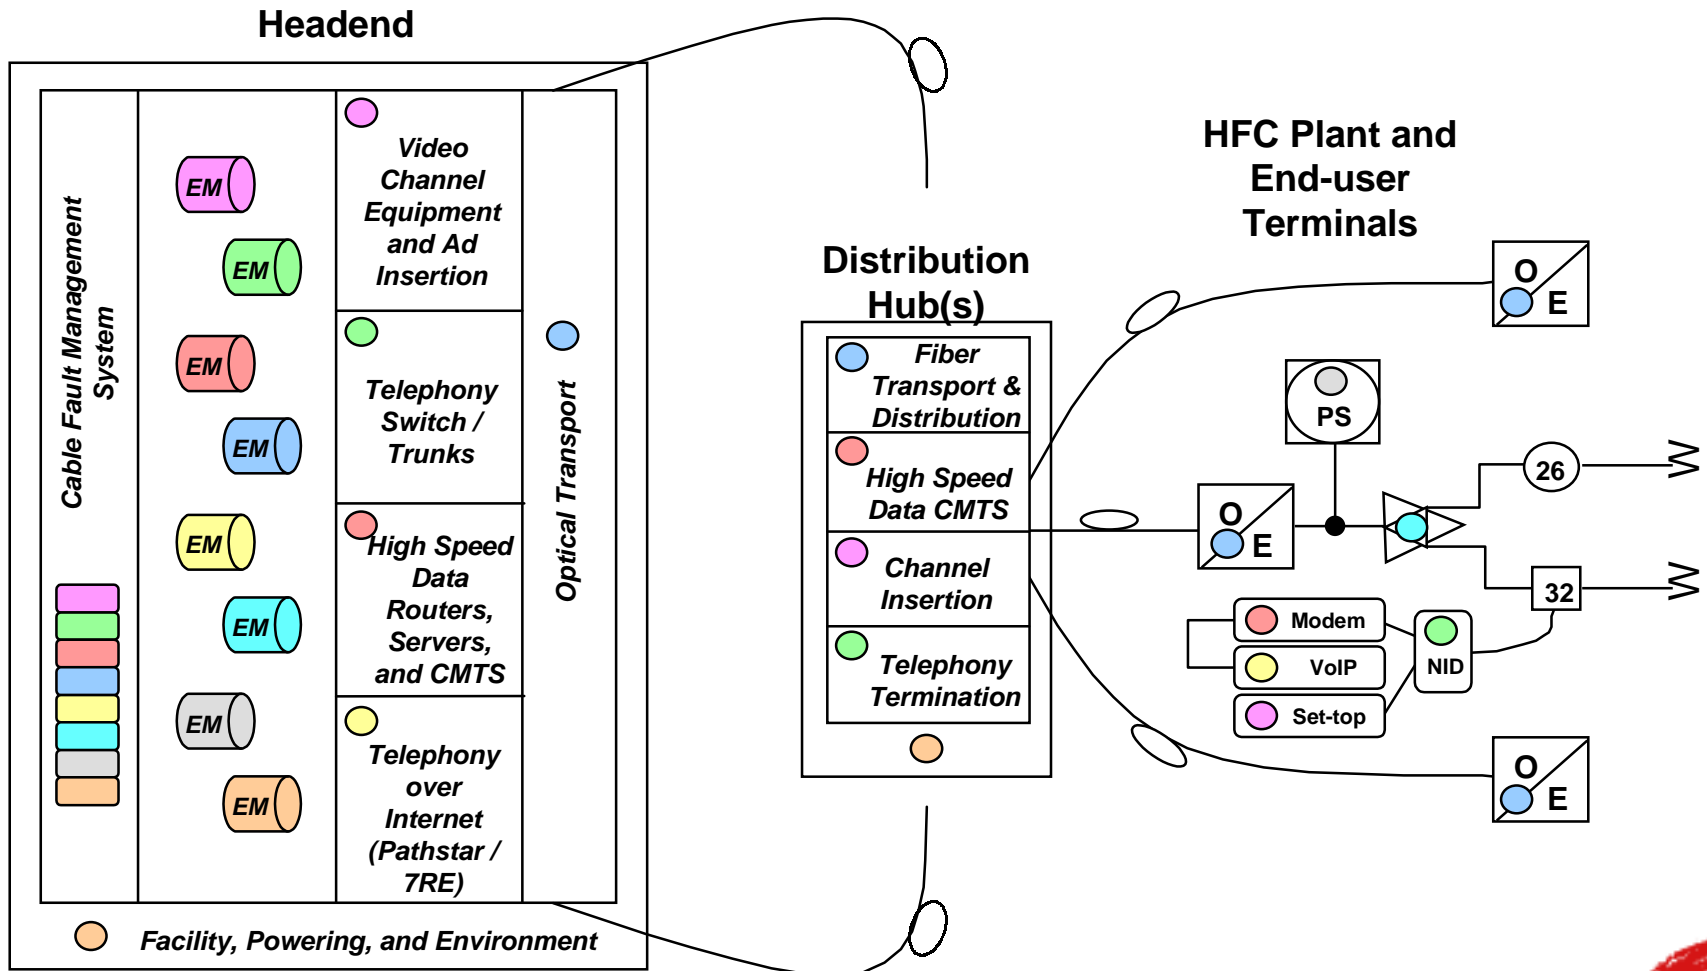 Headend
Cable Fault Management
System
EM
EM
EM
EM
EM
EM
EM
EM
Video
Channel
Equipment
and Ad
Insertion
Telephony
Switch /
Trunks
High Speed
Data
Routers,
Servers,
and CMTS
Telephony
over
Internet
(Pathstar /
7RE)
Optical Transport
Facility, Powering, and Environment
Distribution
Hub(s)
Fiber
Transport &
Distribution
High Speed
Data CMTS
Channel
Insertion
Telephony
Termination
HFC Plant and
End-user
Terminals
O
E
PS
26
O
E
32
Modem
VoIP
Set-top
NID
O
E